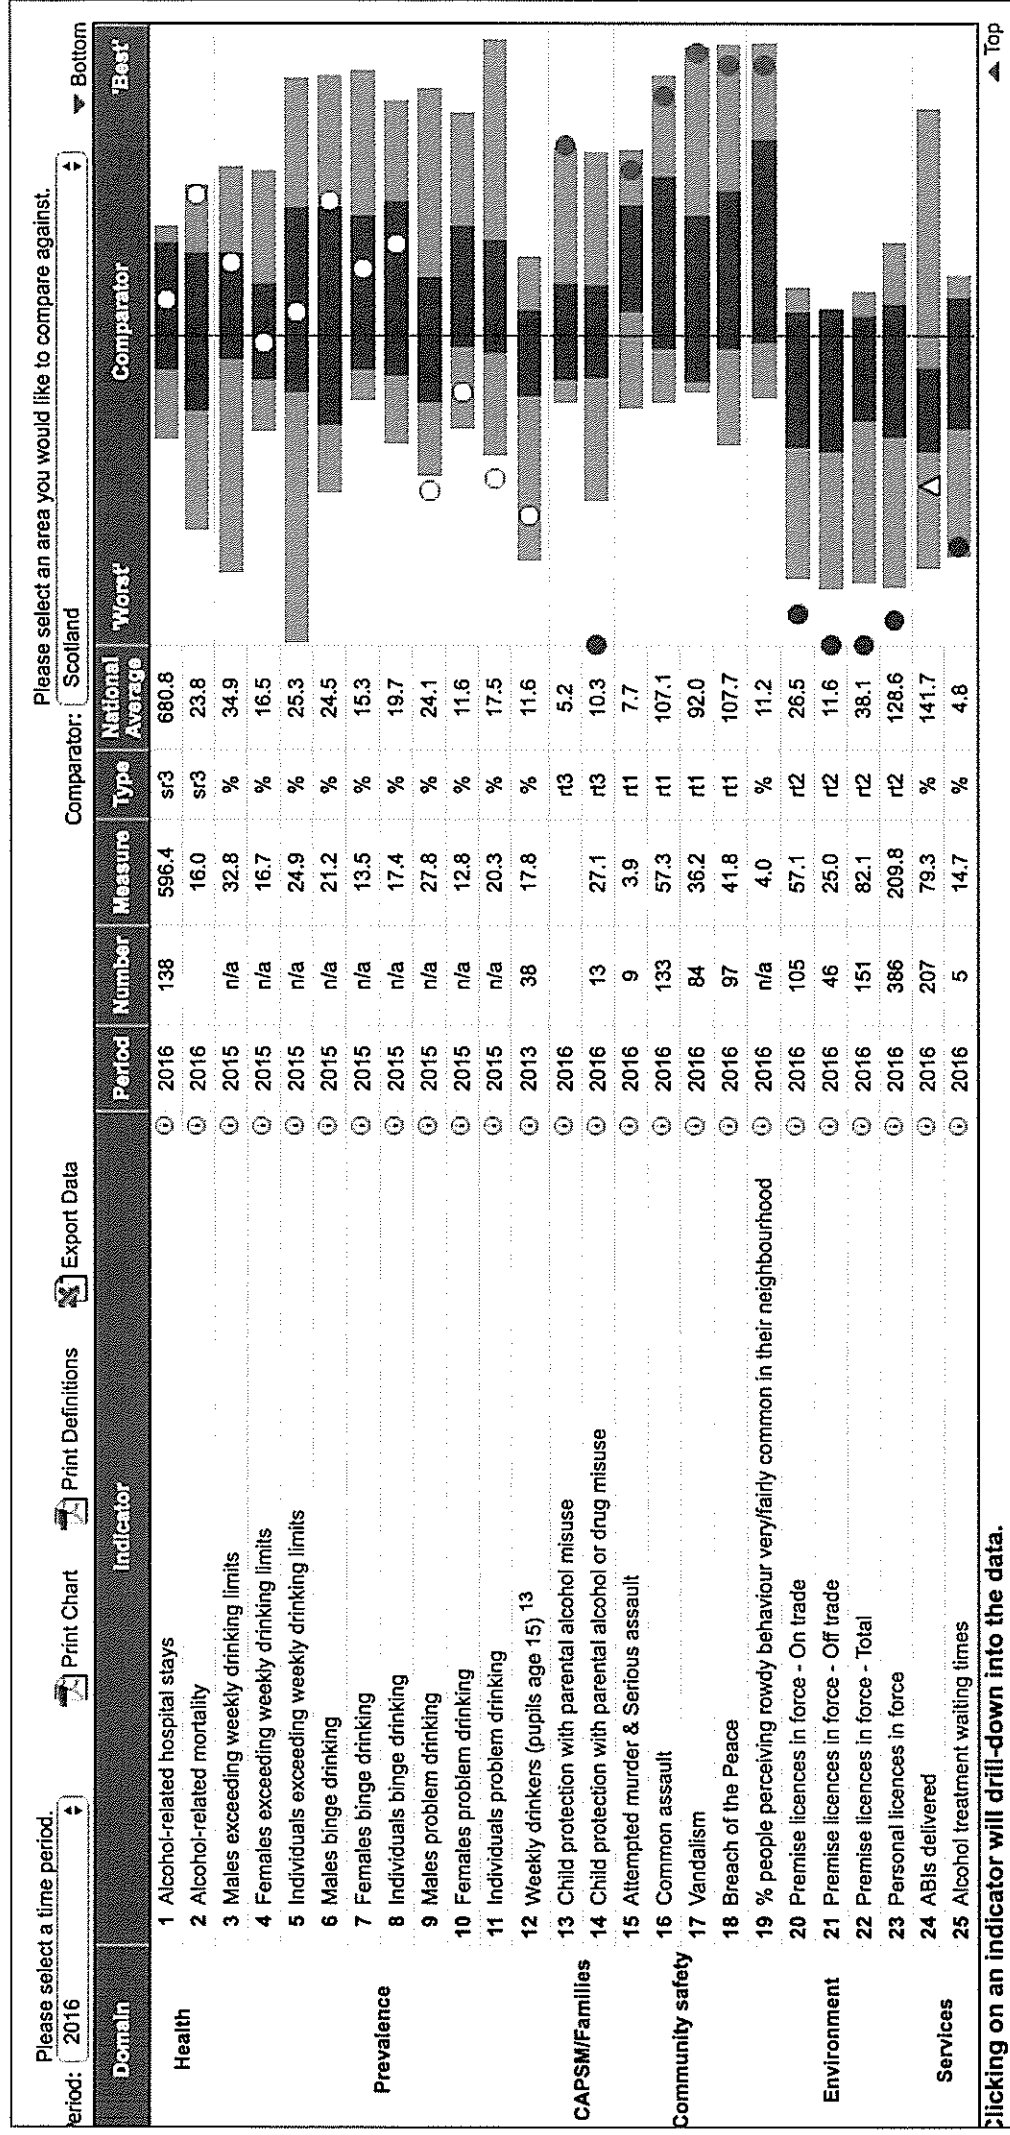 Please select a time period.
Please select an area you would like to compare against.
eriod: 2016 Print Chart Print Definitions Export Data Comparator: Scotland Bottom
Domain Indicator Period Number Measure Type National Average 'Worst' Comparator 'Best'
Health
1 Alcohol-related hospital stays 2016 138 596.4 sr3 680.8
2 Alcohol-related mortality 2016 16.0 sr3 23.8
Prevalence
3 Males exceeding weekly drinking limits 2015 n/a 32.8 % 34.9
4 Females exceeding weekly drinking limits 2015 n/a 16.7 % 16.5
5 Individuals exceeding weekly drinking limits 2015 n/a 24.9 % 25.3
6 Males binge drinking 2015 n/a 21.2 % 24.5
7 Females binge drinking 2015 n/a 13.5 % 15.3
8 Individuals binge drinking 2015 n/a 17.4 % 19.7
9 Males problem drinking 2015 n/a 27.8 % 24.1
10 Females problem drinking 2015 n/a 12.8 % 11.6
11 Individuals problem drinking 2015 n/a 20.3 % 17.5
12 Weekly drinkers (pupils age 15) 13 2013 38 17.8 % 11.6
CAPSM/Families
13 Child protection with parental alcohol misuse 2016 rt3 5.2
14 Child protection with parental alcohol or drug misuse 2016 13 27.1 rt3 10.3
Community safety
15 Attempted murder & Serious assault 2016 9 3.9 rt1 7.7
16 Common assault 2016 133 57.3 rt1 107.1
17 Vandalism 2016 84 36.2 rt1 92.0
18 Breach of the Peace 2016 97 41.8 rt1 107.7
19 % people perceiving rowdy behaviour very/fairly common in their neighbourhood 2016 n/a 4.0 % 11.2
Environment
20 Premise licences in force - On trade 2016 105 57.1 rt2 26.5
21 Premise licences in force - Off trade 2016 46 25.0 rt2 11.6
22 Premise licences in force - Total 2016 151 82.1 rt2 38.1
23 Personal licences in force 2016 386 209.8 rt2 128.6
Services
24 ABIs delivered 2016 207 79.3 % 141.7
25 Alcohol treatment waiting times 2016 5 14.7 % 4.8
Clicking on an indicator will drill-down into the data. Top